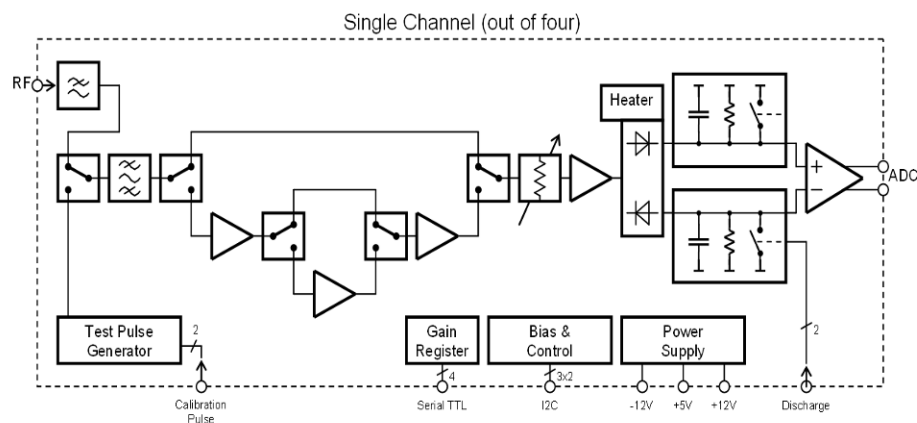 Single Channel (out of four)
RF
Heater
+
−
ADC
Test Pulse
Generator
2
Gain
Register
4
Bias &
Control
3x2
Power
Supply
2
Calibration
Pulse
Serial TTL
I2C
-12V
+5V
+12V
Discharge